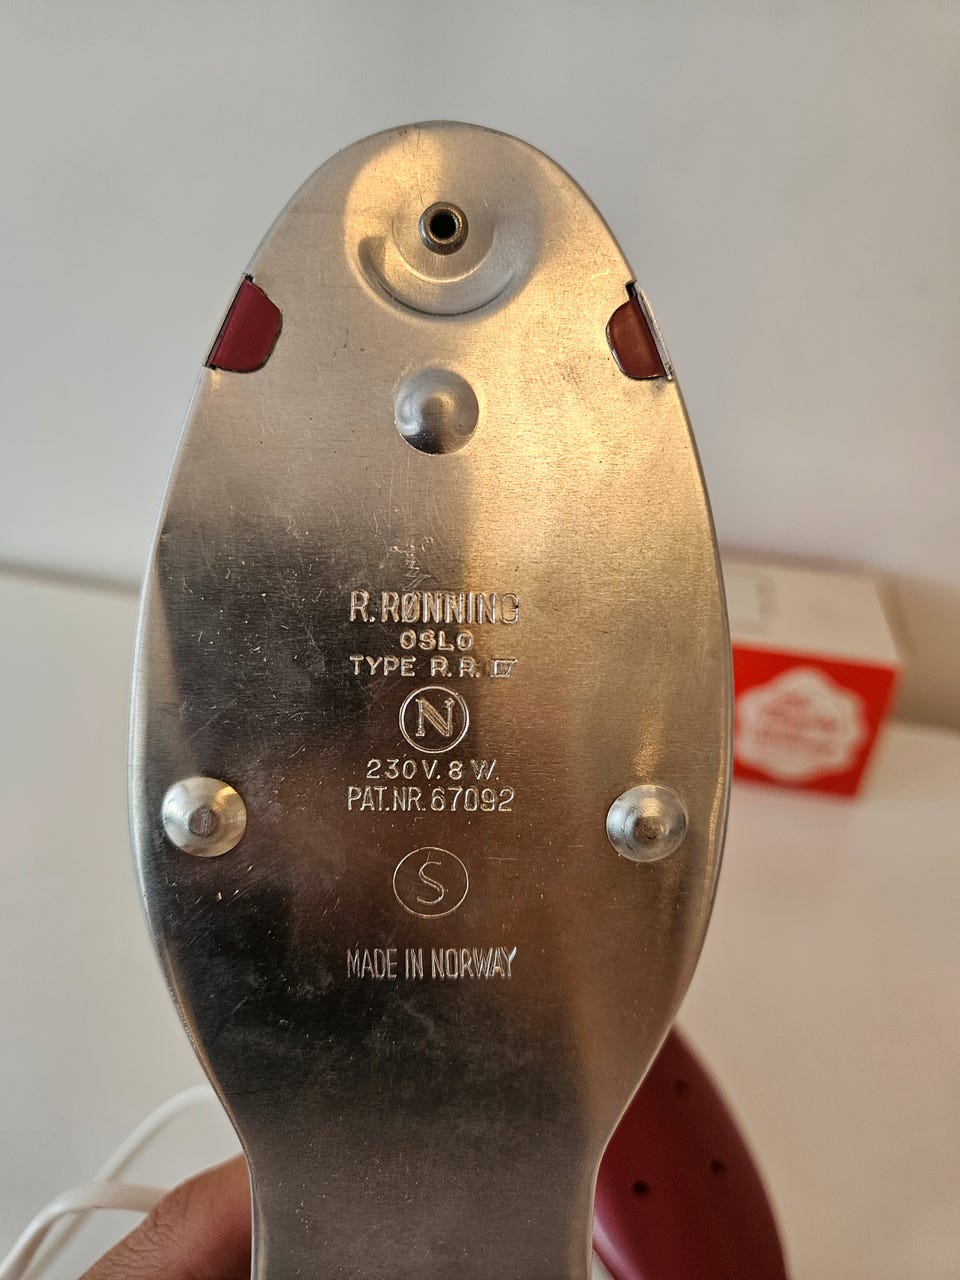 R. RØNNING
OSLO
TYPE R. R. IV
N
230 V. 8 W.
PAT. NR. 67092
S
MADE IN NORWAY